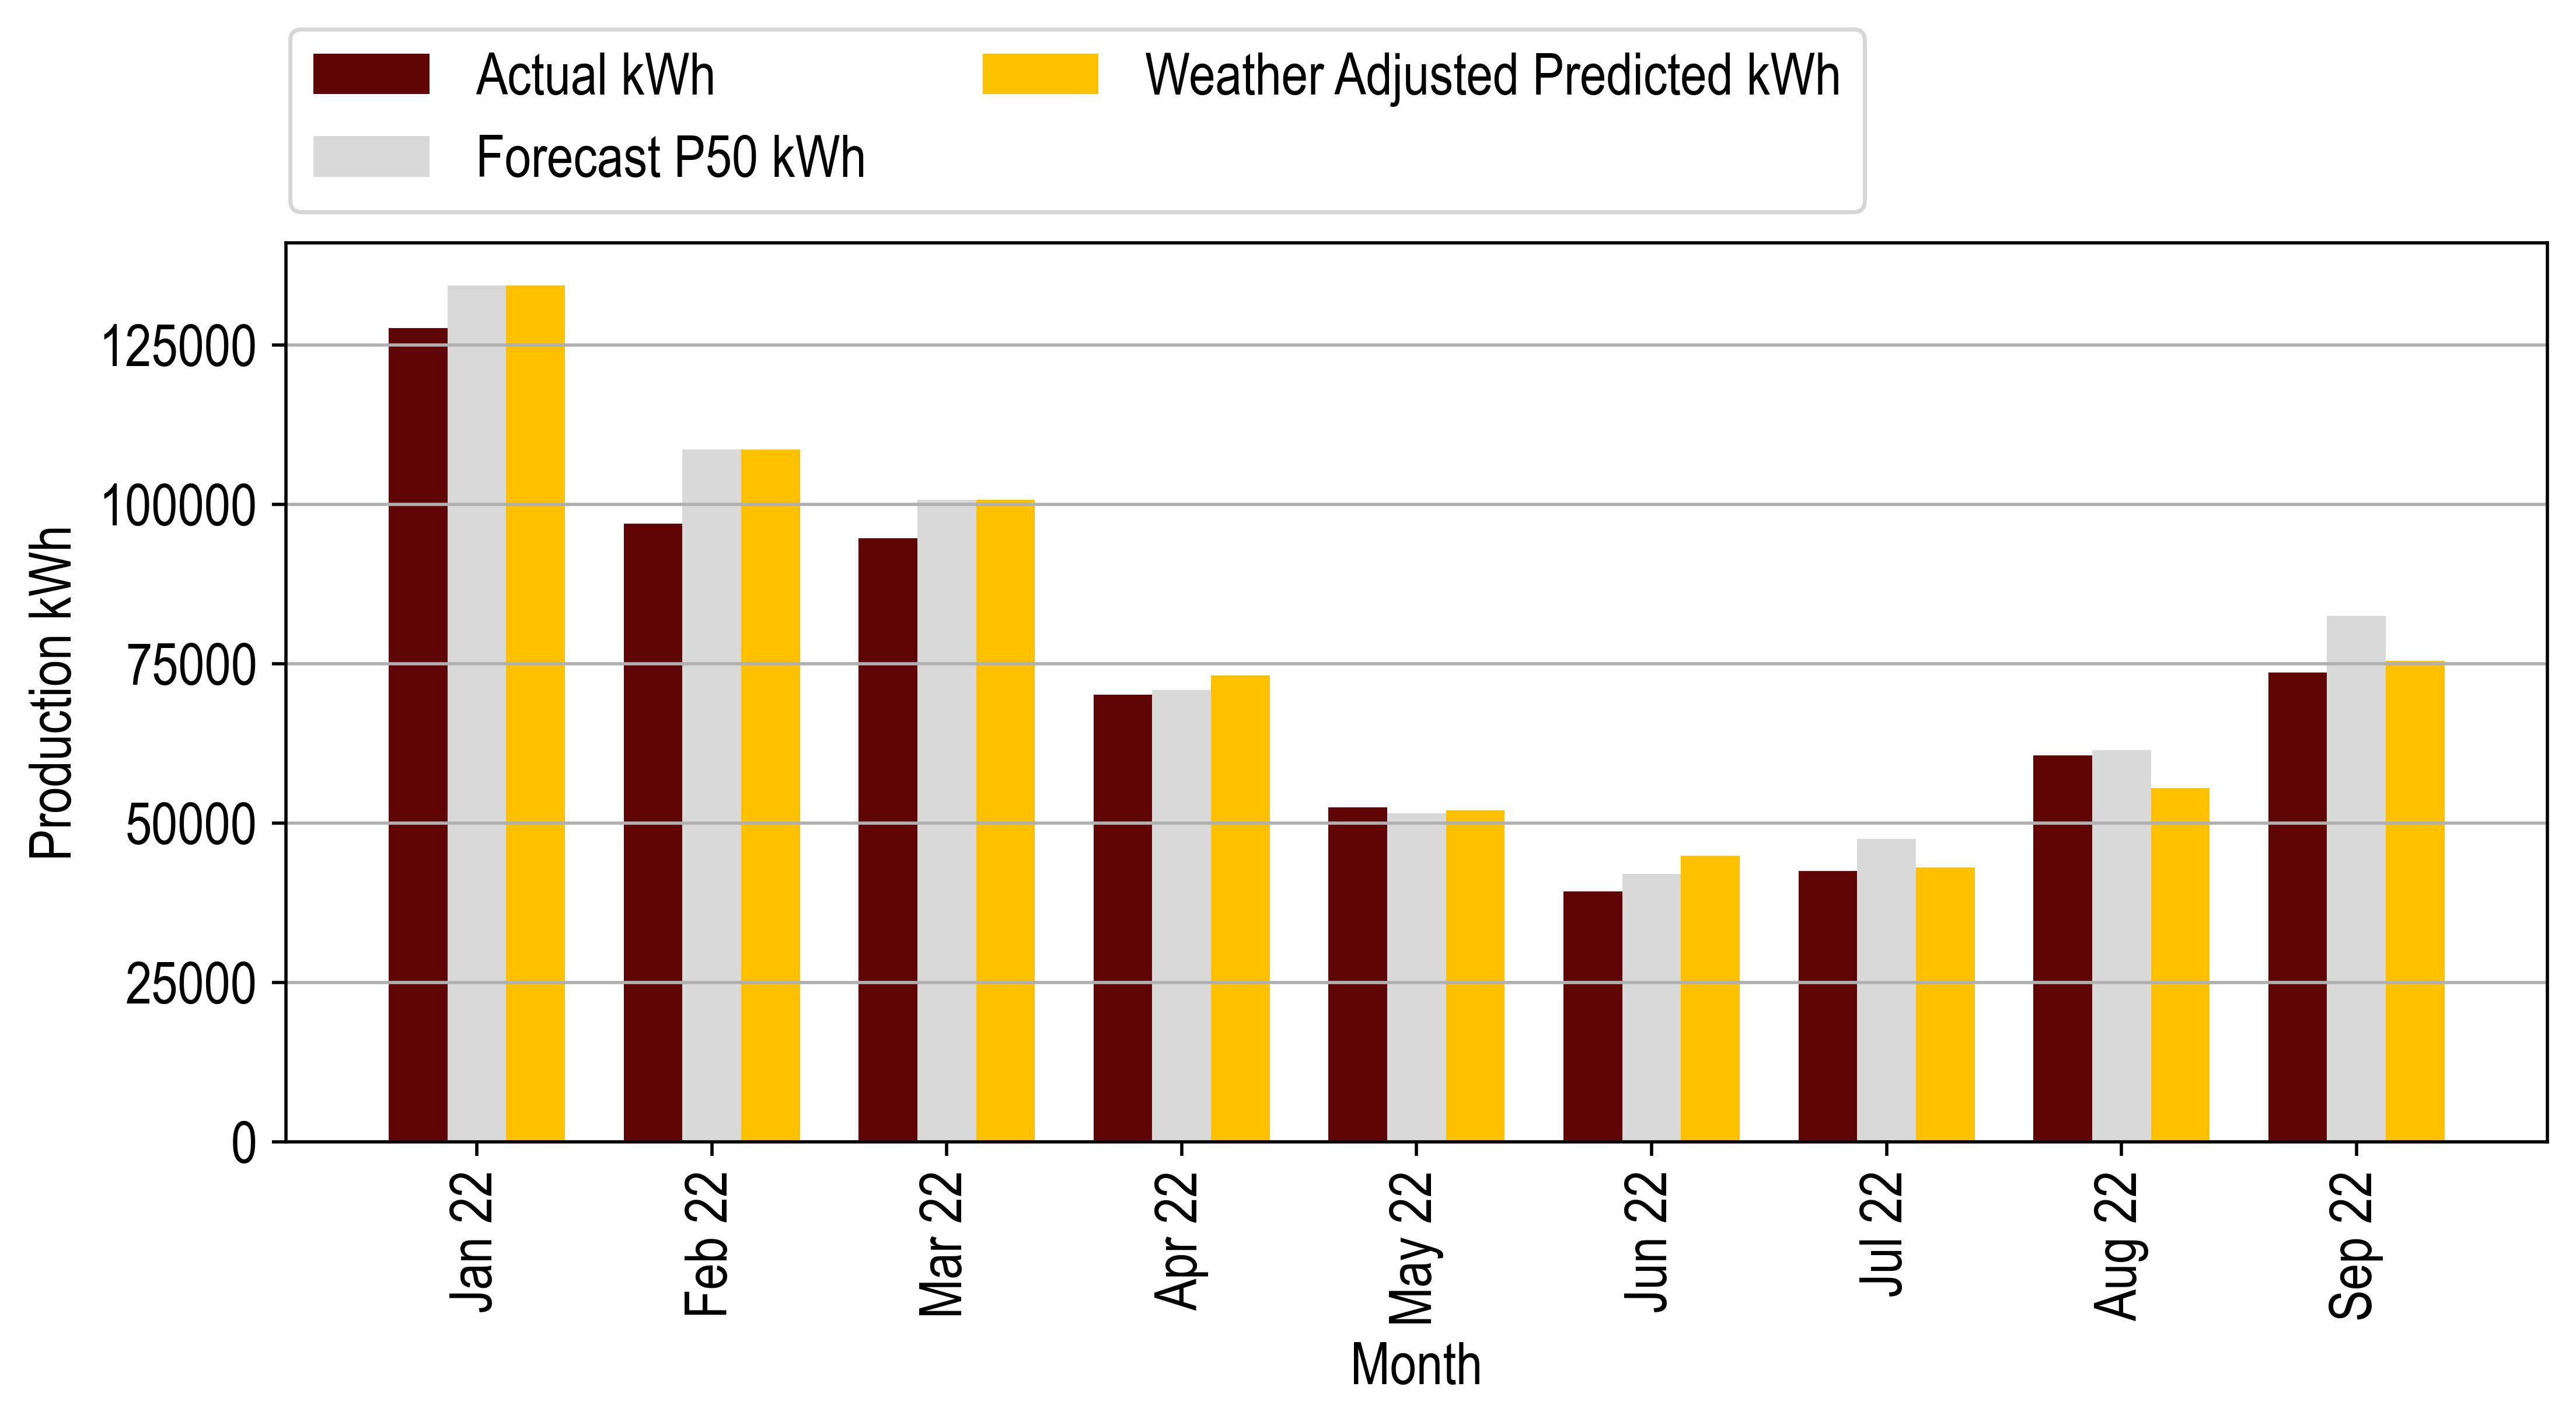 Actual kWh
Forecast P50 kWh
Weather Adjusted Predicted kWh
Production kWh
125000
100000
75000
50000
25000
0
Jan 22
Feb 22
Mar 22
Apr 22
May 22
Jun 22
Jul 22
Aug 22
Sep 22
Month